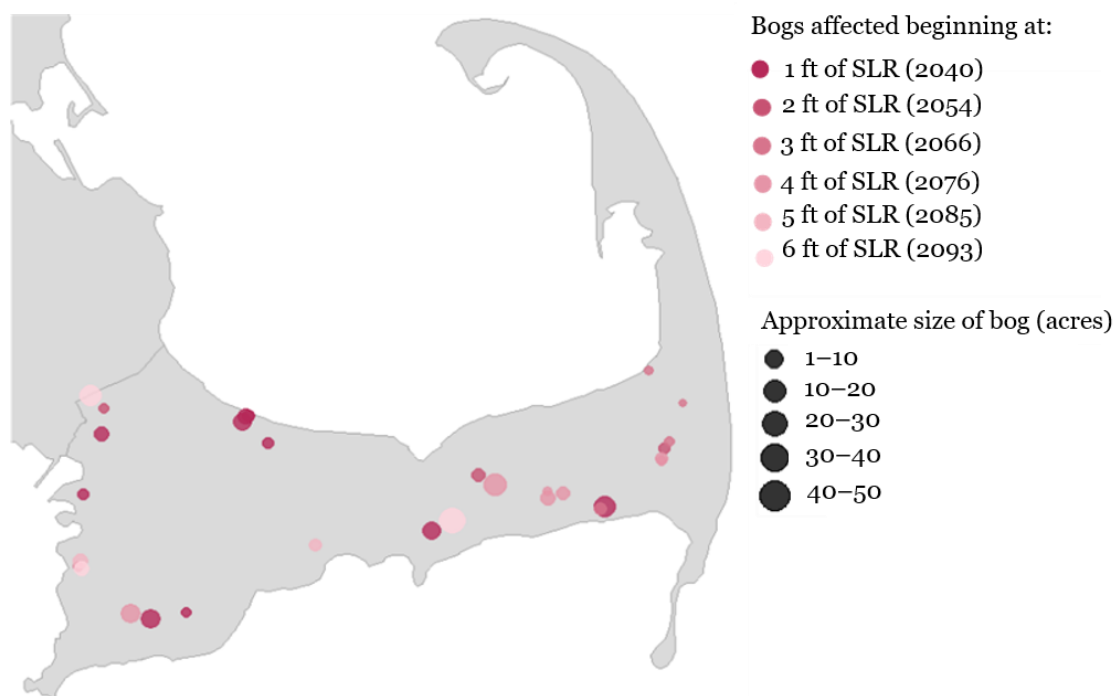 Bogs affected beginning at:
1 ft of SLR (2040)
2 ft of SLR (2054)
3 ft of SLR (2066)
4 ft of SLR (2076)
5 ft of SLR (2085)
6 ft of SLR (2093)
Approximate size of bog (acres)
1–10
10–20
20–30
30–40
40–50